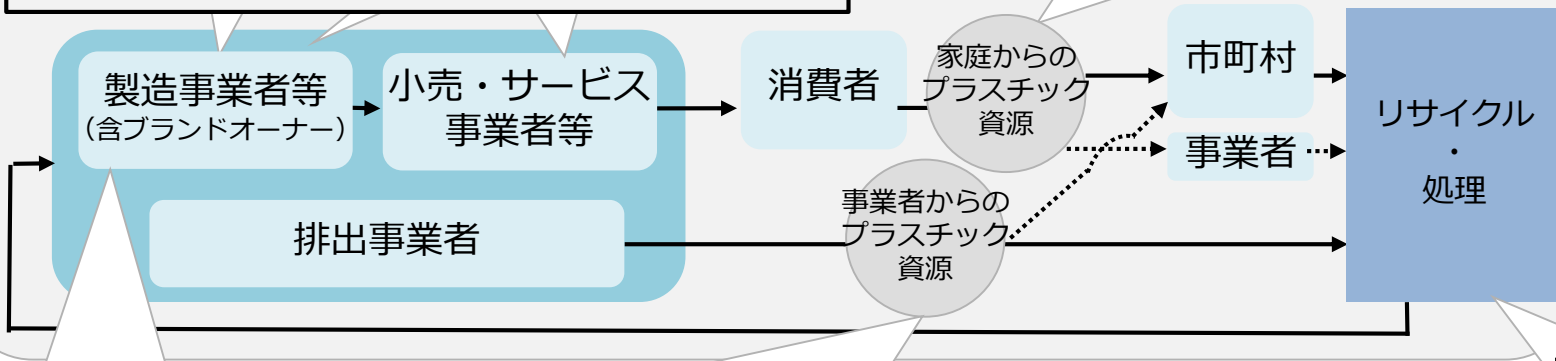 製造事業者等
（含ブランドオーナー）
小売・サービス
事業者等
消費者
家庭からの
プラスチック
資源
市町村
事業者
リサイクル
・
処理
排出事業者
事業者からの
プラスチック
資源